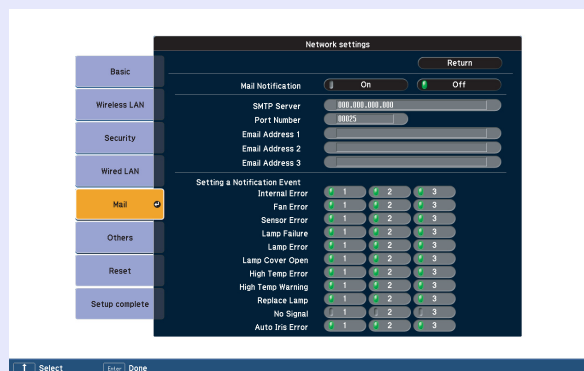 Network settings
Return
Basic
Wireless LAN
Security
Wired LAN
Mail
Others
Reset
Setup complete
Mail Notification On Off
SMTP Server 000.000.000.000
Port Number 00025
Email Address 1
Email Address 2
Email Address 3
Setting a Notification Event
Internal Error 1 2 3
Fan Error 1 2 3
Sensor Error 1 2 3
Lamp Failure 1 2 3
Lamp Error 1 2 3
Lamp Cover Open 1 2 3
High Temp Error 1 2 3
High Temp Warning 1 2 3
Replace Lamp 1 2 3
No Signal 1 2 3
Auto Iris Error 1 2 3
Select Enter Done